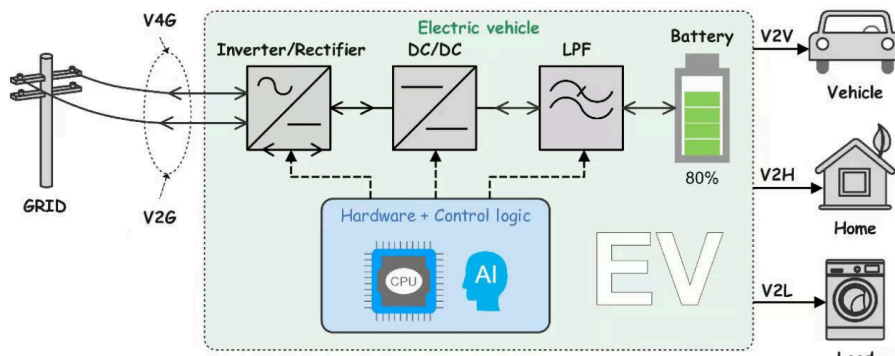 V4G
Electric vehicle
Inverter/Rectifier
DC/DC
LPF
Battery
V2V
Vehicle
80%
V2H
V2G
GRID
Hardware + Control logic
Home
CPU
AI
EV
V2L
Load